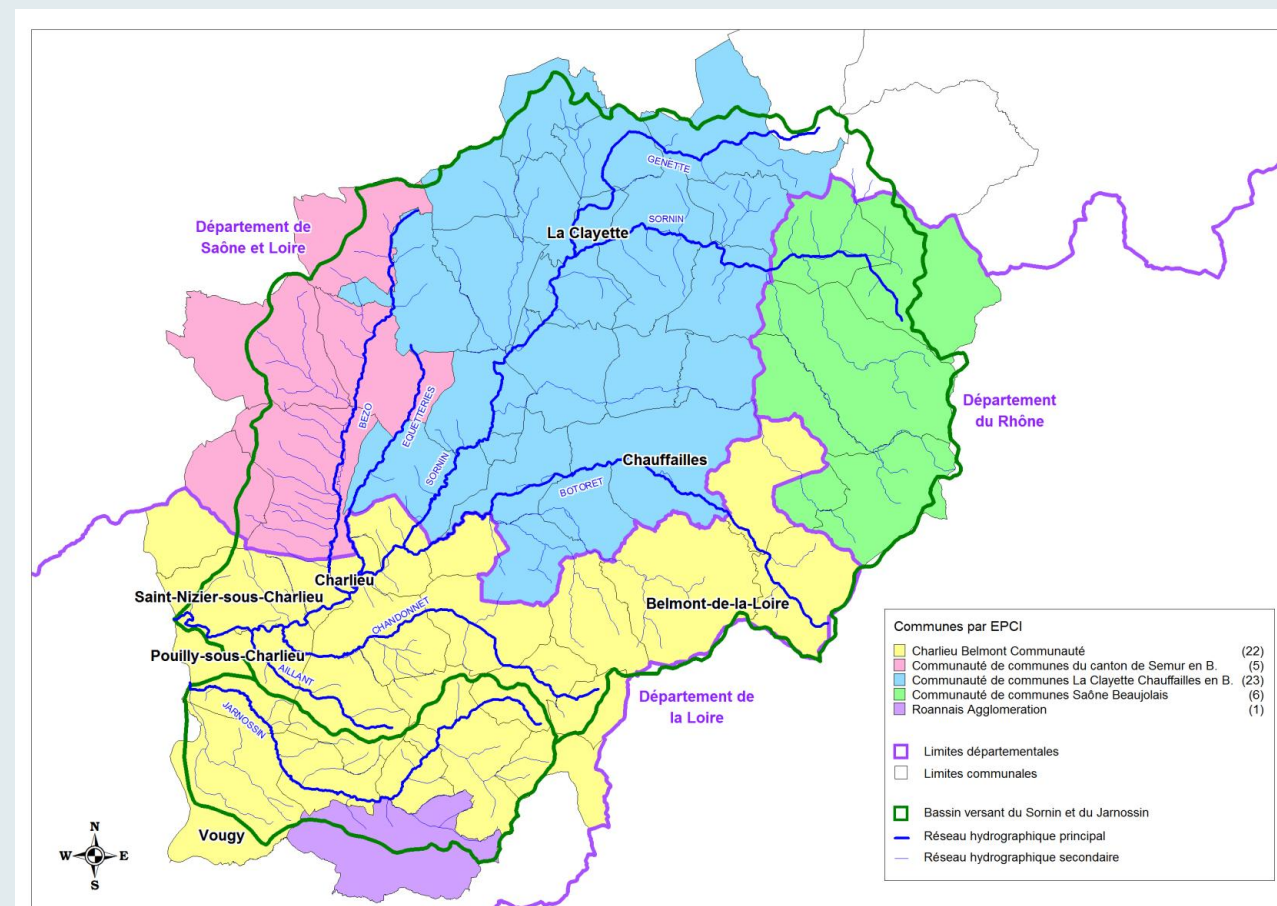 GENETTE
Département de
Saône et Loire
SORNIN
La Clayette
BEZO
EQUETTERIES
Département
du Rhône
SORNIN
Chauffailles
BOTORET
Charlieu
Saint-Nizier-sous-Charlieu
Belmont-de-la-Loire
CHANDONNET
Pouilly-sous-Charlieu
AILLANT
Département de
la Loire
JARNOSSIN
Vougy
N
W E
S
Communes par EPCI
Charlieu Belmont Communauté (22)
Communauté de communes du canton de Semur en B. (5)
Communauté de communes La Clayette Chauffailles en B. (23)
Communauté de communes Saône Beaujolais (6)
Roannais Agglomeration (1)
Limites départementales
Limites communales
Bassin versant du Sornin et du Jarnossin
Réseau hydrographique principal
Réseau hydrographique secondaire